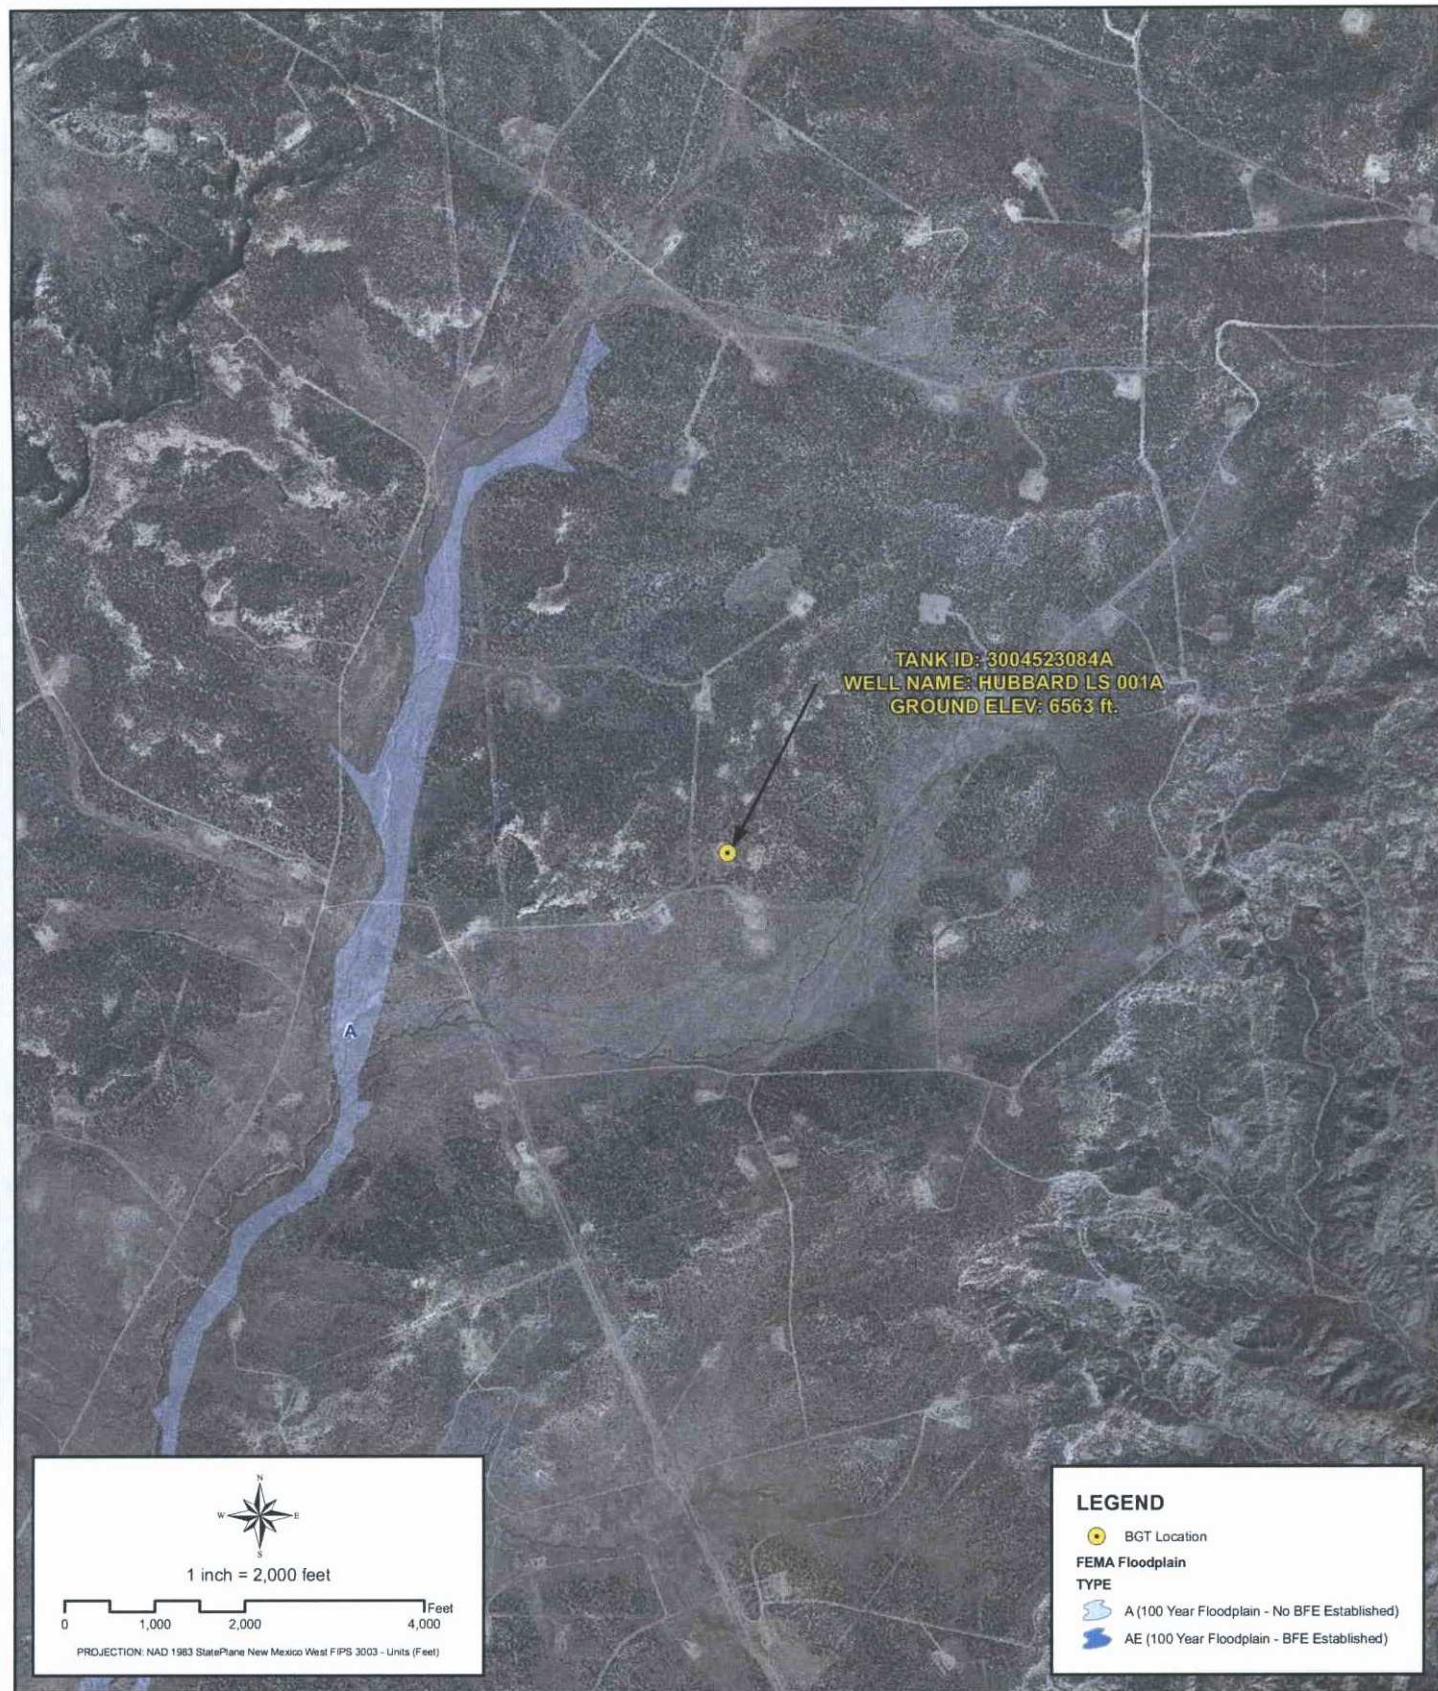 TANK ID: 3004523084A
WELL NAME: HUBBARD LS 001A
GROUND ELEV: 6563 ft.
A
N
W E
S
1 inch = 2,000 feet
Feet
0 1,000 2,000 4,000
PROJECTION: NAD 1983 StatePlane New Mexico West FIPS 3003 - Units (Feet)
LEGEND
BGT Location
FEMA Floodplain
TYPE
A (100 Year Floodplain - No BFE Established)
AE (100 Year Floodplain - BFE Established)